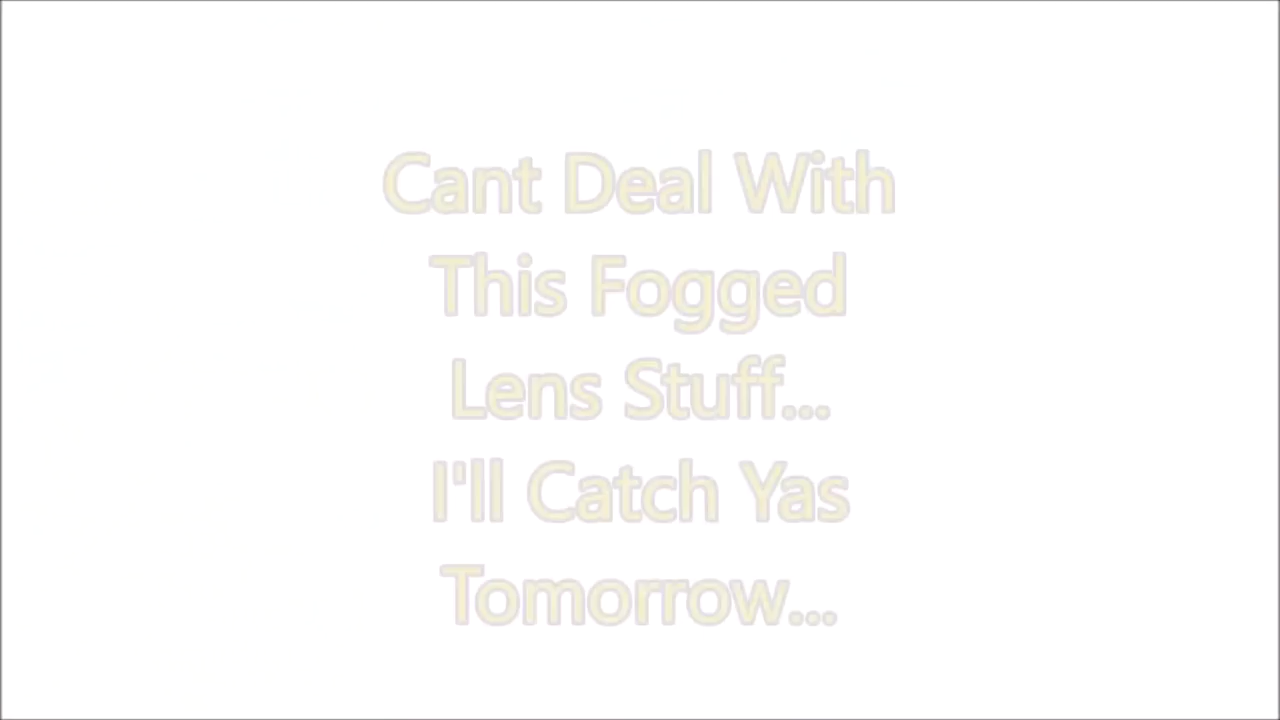 Cant Deal With
This Fogged
Lens Stuff...
I'll Catch Yas
Tomorrow...